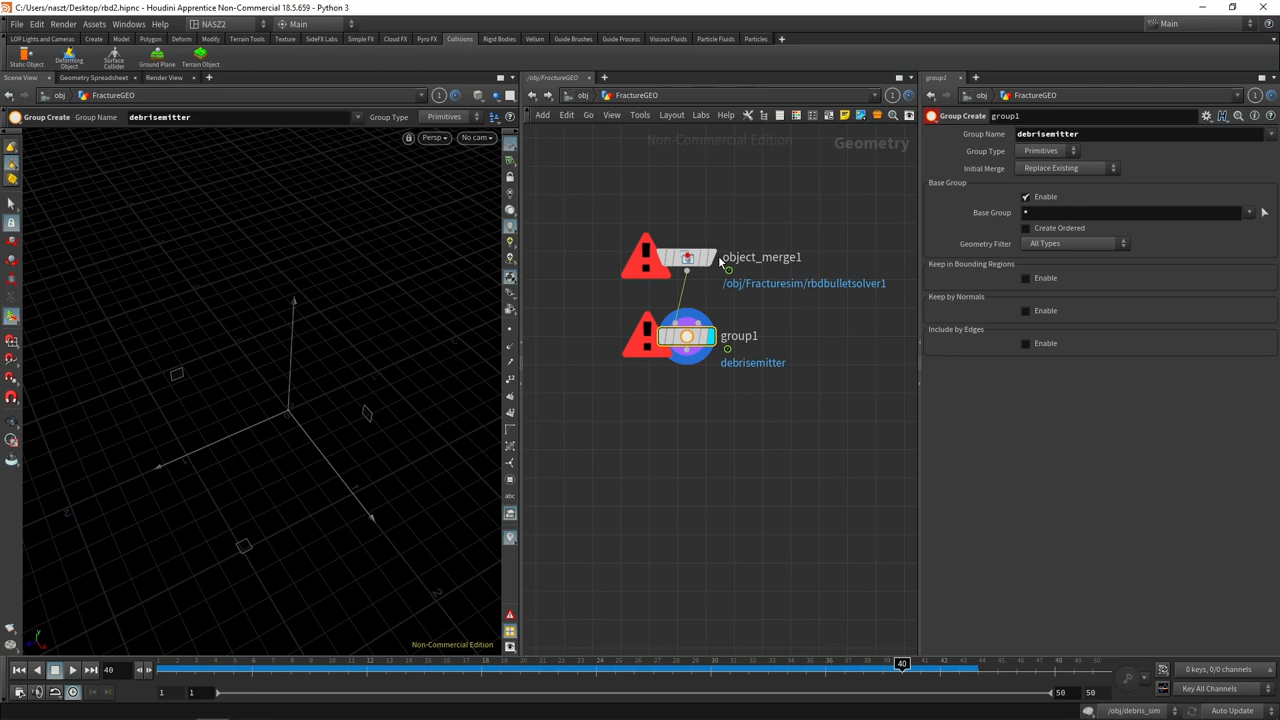 C:/Users/naszt/Desktop/rbd2.hipnc - Houdini Apprentice Non-Commercial 18.5.659 - Python 3
File Edit Render Assets Windows Help NASZ2 Main Main
LOP Lights and Cameras Create Model Polygon Deform Modify Terrain Tools Texture SideFX Labs Simple FX Cloud FX Pyro FX Collisions Rigid Bodies Vellum Guide Brushes Guide Process Viscous Fluids Particle Fluids Particles
Static Object Deforming Object Surface Collider Ground Plane Terrain Object
Scene View Geometry Spreadsheet Render View /obj/FractureGEO group1
obj FractureGEO 1 obj FractureGEO 1 obj FractureGEO 1
Group Create Group Name debrisemitter Group Type Primitives
Add Edit Go View Tools Layout Labs Help
Group Create group1
Persp No cam
Non-Commercial Edition Geometry
Group Name debrisemitter
Group Type Primitives
Initial Merge Replace Existing
Base Group
Enable
Base Group *
Create Ordered
Geometry Filter All Types
Keep in Bounding Regions
Enable
Keep by Normals
Enable
Include by Edges
Enable
object_merge1
/obj/Fracturesim/rbdbulletsolver1
group1
debrisemitter
abc
Non-Commercial Edition
40 40
0 keys, 0/0 channels
1 1 50 50
Key All Channels
/obj/debris_sim Auto Update